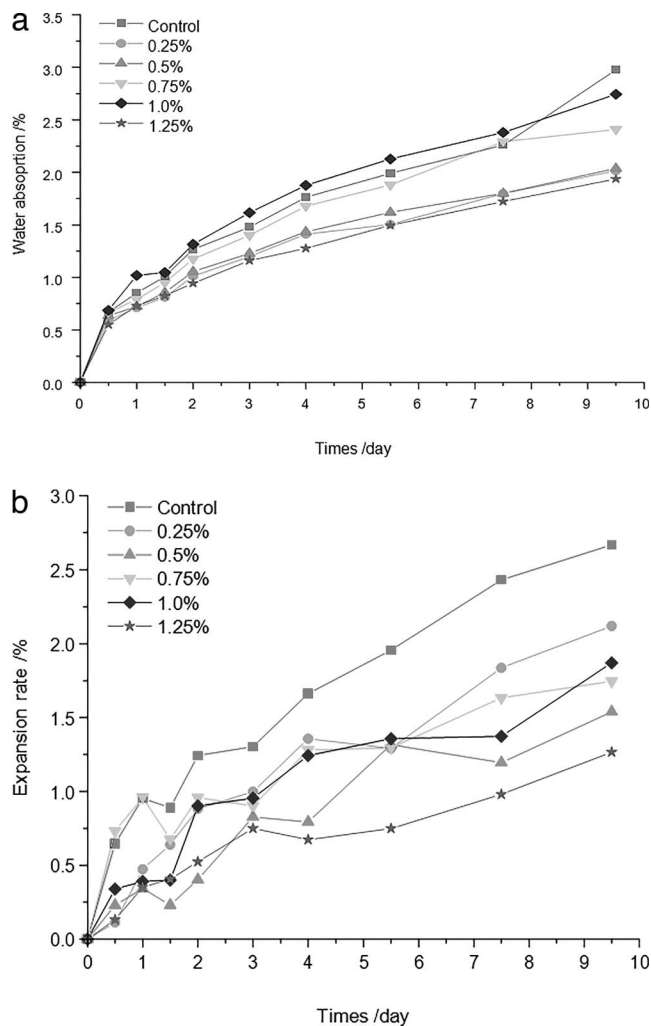 a
3.5
3.0
2.5
2.0
1.5
1.0
0.5
0.0
Water absoprtion /%
Control
0.25%
0.5%
0.75%
1.0%
1.25%
0 1 2 3 4 5 6 7 8 9 10
Times /day
b
3.0
2.5
2.0
1.5
1.0
0.5
0.0
Expansion rate /%
Control
0.25%
0.5%
0.75%
1.0%
1.25%
0 1 2 3 4 5 6 7 8 9 10
Times /day